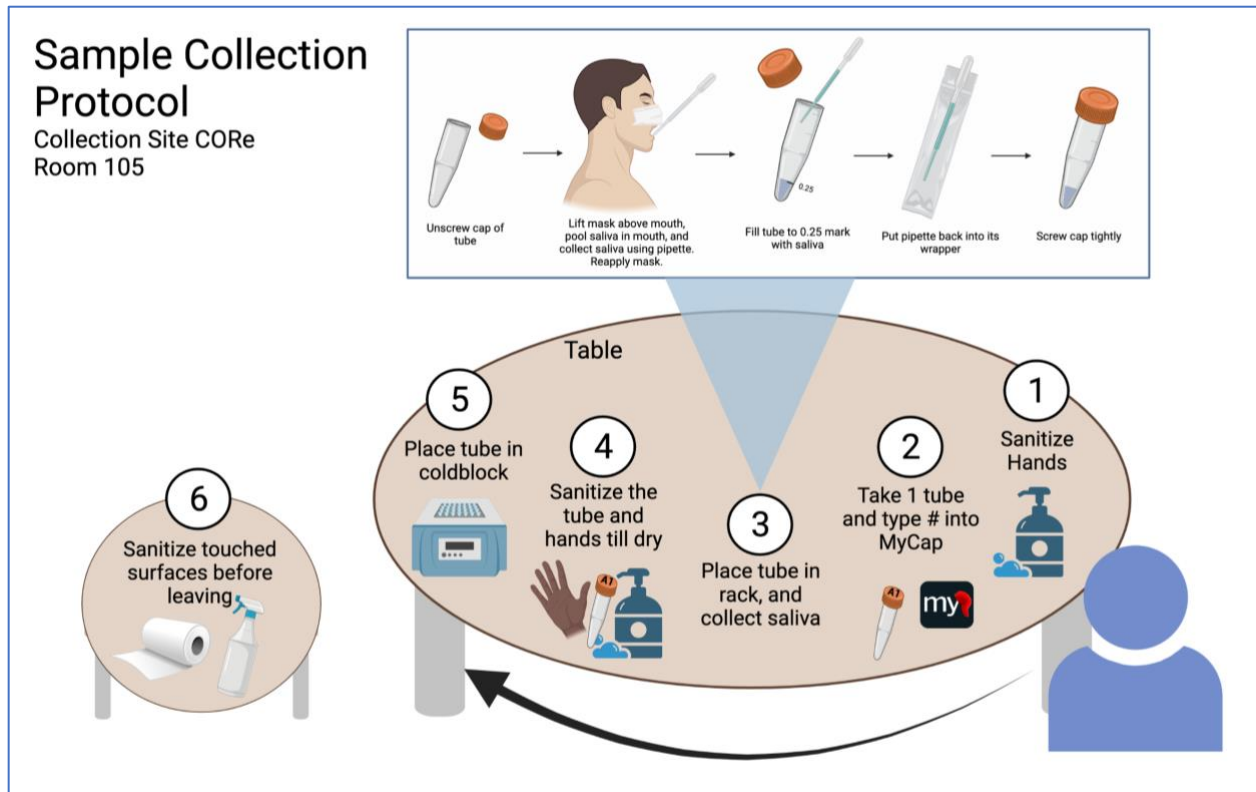 Sample Collection
Protocol
Collection Site CORe
Room 105
Unscrew cap of
tube
Lift mask above mouth,
pool saliva in mouth, and
collect saliva using pipette.
Reapply mask.
0.25
Fill tube to 0.25 mark
with saliva
Put pipette back into its
wrapper
Screw cap tightly
Table
1
Sanitize
Hands
2
Take 1 tube
and type # into
MyCap
A1
my
3
Place tube in
rack, and
collect saliva
4
Sanitize the
tube and
hands till dry
A1
5
Place tube in
coldblock
6
Sanitize touched
surfaces before
leaving